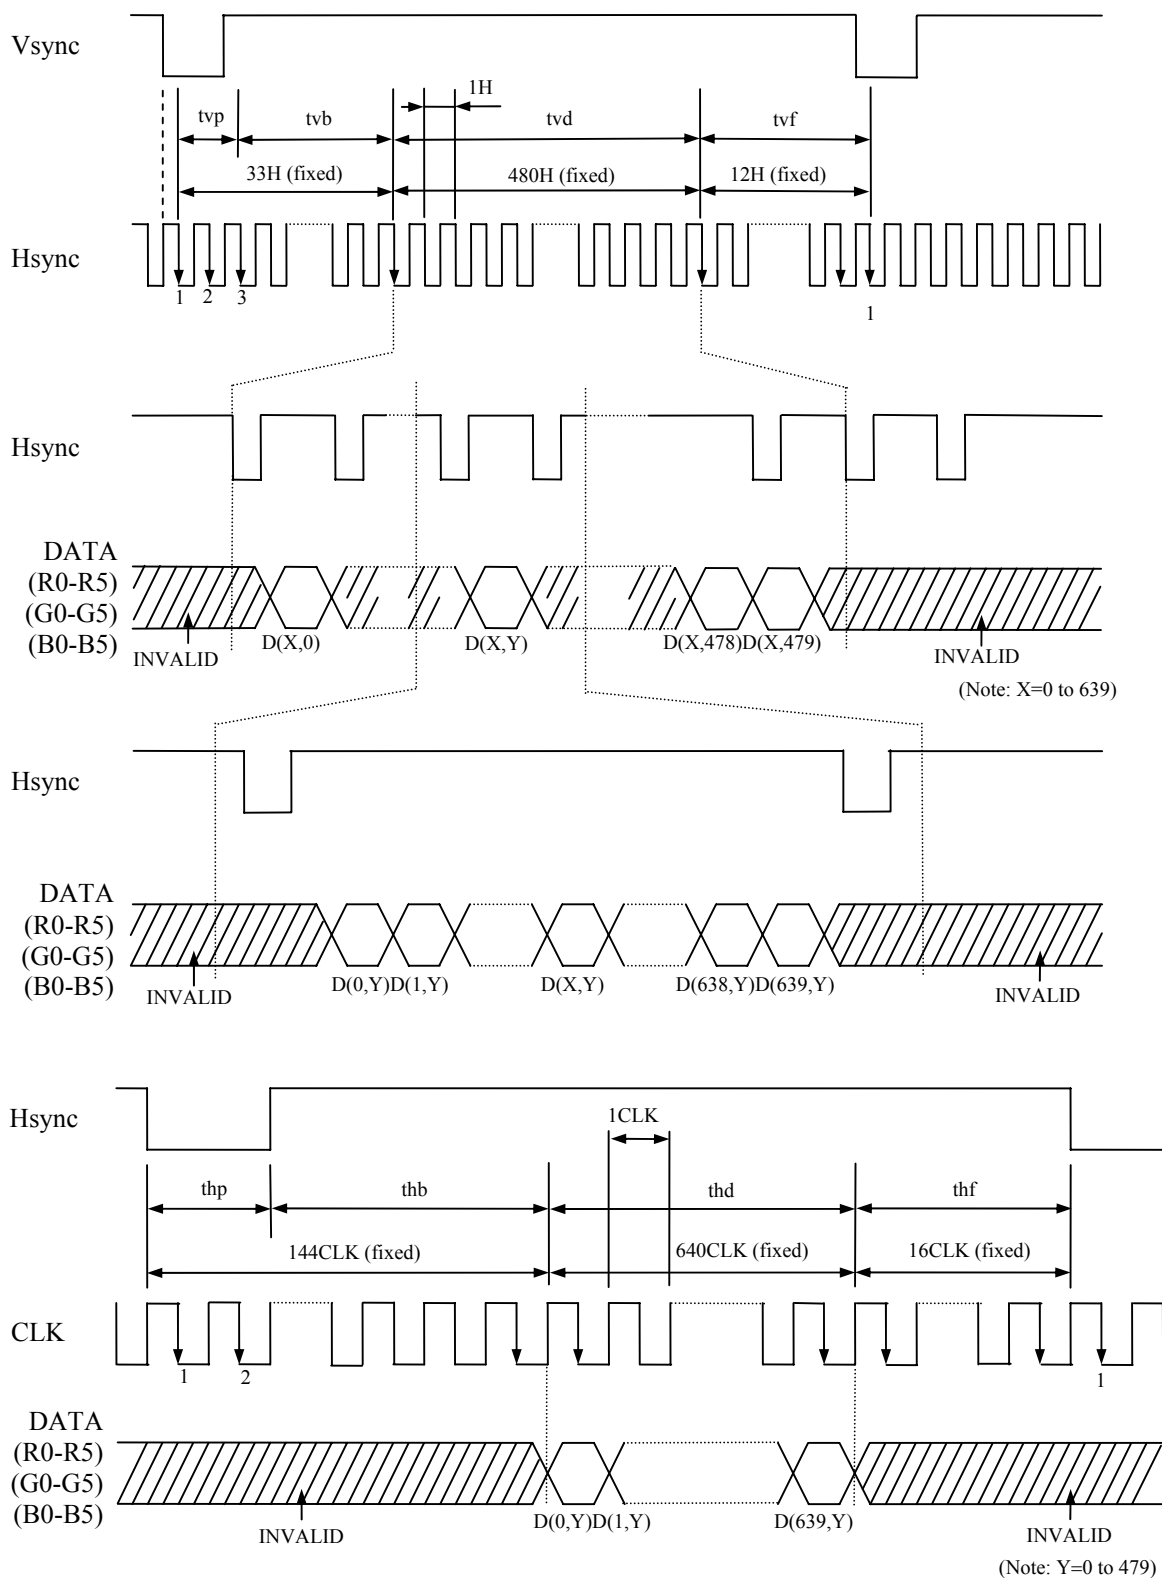 Vsync
1H
tvp tvb tvd tvf
33H (fixed) 480H (fixed) 12H (fixed)
Hsync
1 2 3 1
Hsync
DATA
(R0-R5)
(G0-G5)
(B0-B5)
INVALID D(X,0) D(X,Y) D(X,478)D(X,479) INVALID
(Note: X=0 to 639)
Hsync
DATA
(R0-R5)
(G0-G5)
(B0-B5)
INVALID D(0,Y)D(1,Y) D(X,Y) D(638,Y)D(639,Y) INVALID
Hsync
1CLK
thp thb thd thf
144CLK (fixed) 640CLK (fixed) 16CLK (fixed)
CLK
1 2 1
DATA
(R0-R5)
(G0-G5)
(B0-B5)
INVALID D(0,Y)D(1,Y) D(639,Y) INVALID
(Note: Y=0 to 479)